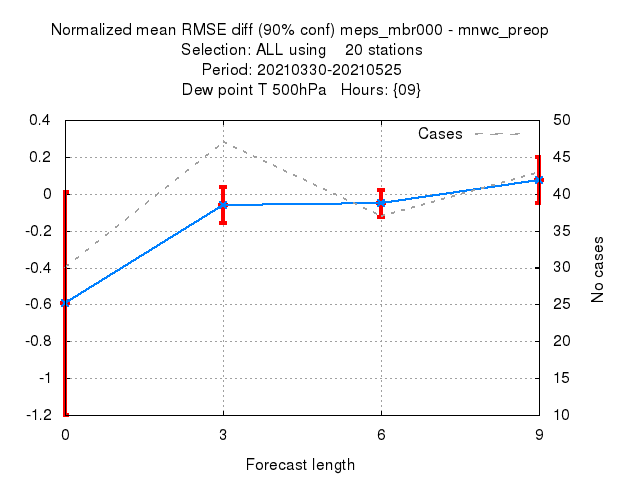 Normalized mean RMSE diff (90% conf) meps_mbr000 - mnwc_preop
Selection: ALL using 20 stations
Period: 20210330-20210525
Dew point T 500hPa Hours: {09}
Cases
0.4
0.2
0
-0.2
-0.4
-0.6
-0.8
-1
-1.2
50
45
40
35
30
25
20
15
10
No cases
0 3 6 9
Forecast length